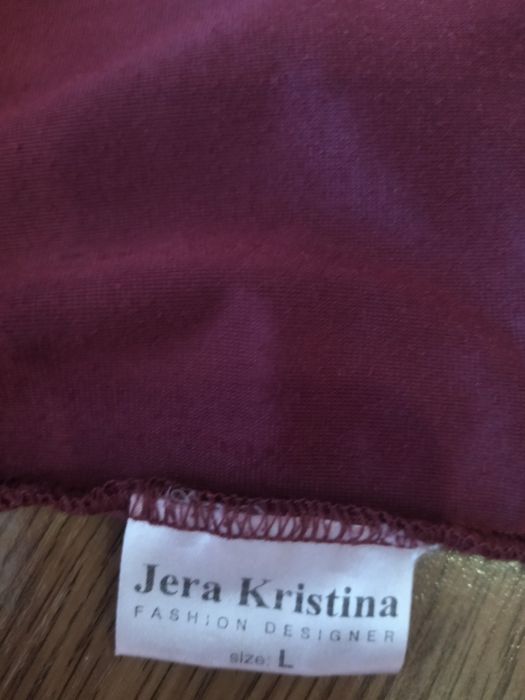 Jera Kristina
FASHION DESIGNER
size: L